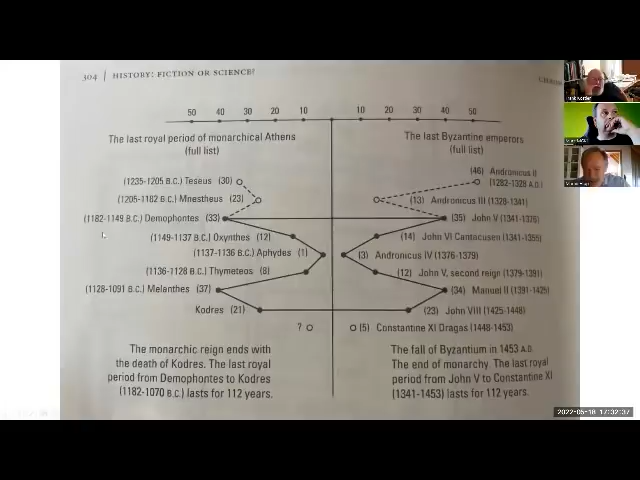 304 | HISTORY: FICTION OR SCIENCE?
CHRON
50 40 30 20 10 10 20 30 40 50
The last royal period of monarchical Athens
(full list)
The last Byzantine emperors
(full list)
(1235-1205 B.C.) Teseus (30)
(46) Andronicus II
(1282-1328 A.D.)
(1205-1182 B.C.) Mnestheus (23)
(13) Andronicus III (1328-1341)
(1182-1149 B.C.) Demophontes (33)
(35) John V (1341-1376)
(1149-1137 B.C.) Oxynthes (12)
(14) John VI Cantacusen (1341-1355)
(1137-1136 B.C.) Aphydes (1)
(3) Andronicus IV (1376-1379)
(1136-1128 B.C.) Thymeteos (8)
(12) John V, second reign (1379-1391)
(1128-1091 B.C.) Melanthes (37)
(34) Manuel II (1391-1425)
Kodres (21)
(23) John VIII (1425-1448)
?
(5) Constantine XI Dragas (1448-1453)
The monarchic reign ends with
the death of Kodres. The last royal
period from Demophontes to Kodres
(1182-1070 B.C.) lasts for 112 years.
The fall of Byzantium in 1453 A.D.
The end of monarchy. The last royal
period from John V to Constantine XI
(1341-1453) lasts for 112 years.
2022-05-18 17:32:37